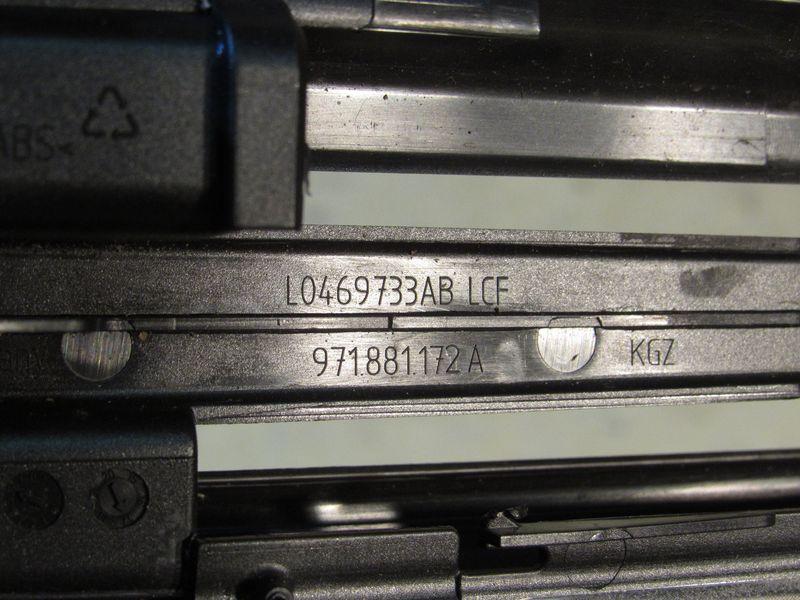 ABS<
L0469733AB LCF
971.881.172 A
KGZ